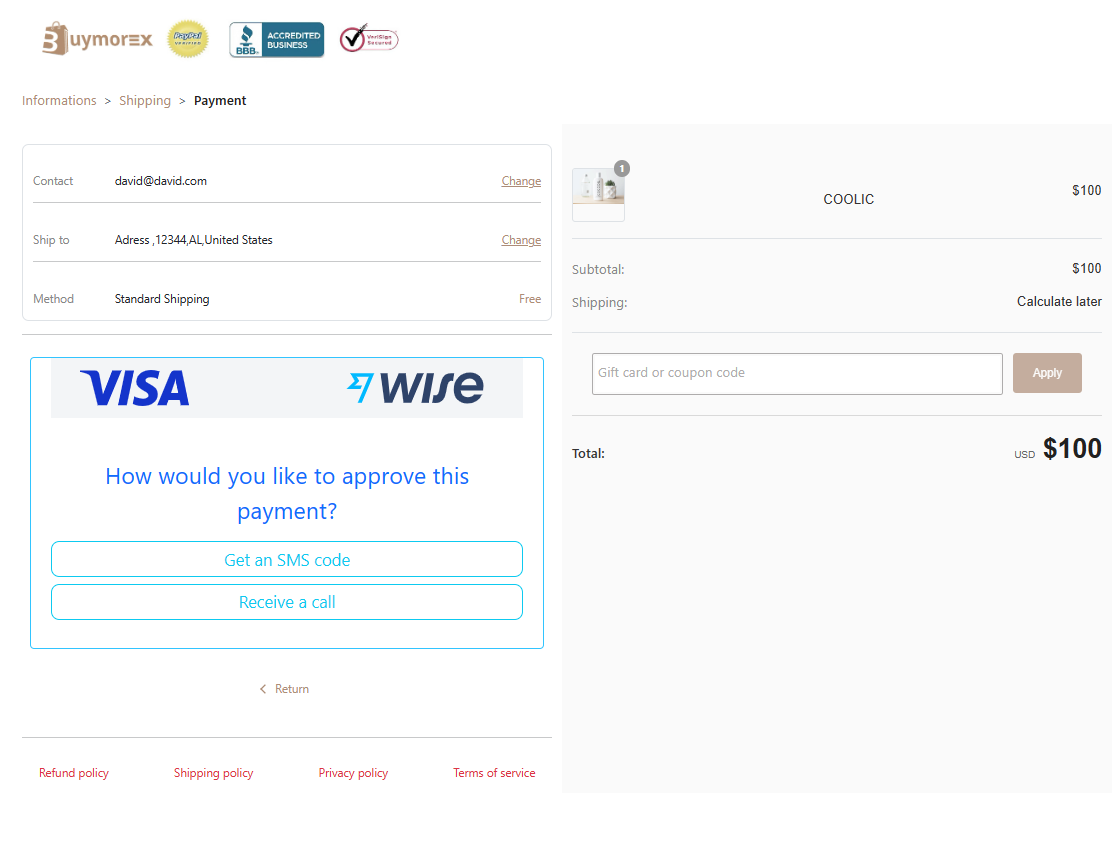 Buymorex
PayPal
VERIFIED
BBB.
ACCREDITED
BUSINESS
VeriSign
Secured
Informations > Shipping > Payment
Contact david@david.com Change
Ship to Adress ,12344,AL,United States Change
Method Standard Shipping Free
VISA wise
How would you like to approve this
payment?
Get an SMS code
Receive a call
Return
Refund policy Shipping policy Privacy policy Terms of service
1
COOLIC $100
Subtotal: $100
Shipping: Calculate later
Gift card or coupon code Apply
Total: USD $100